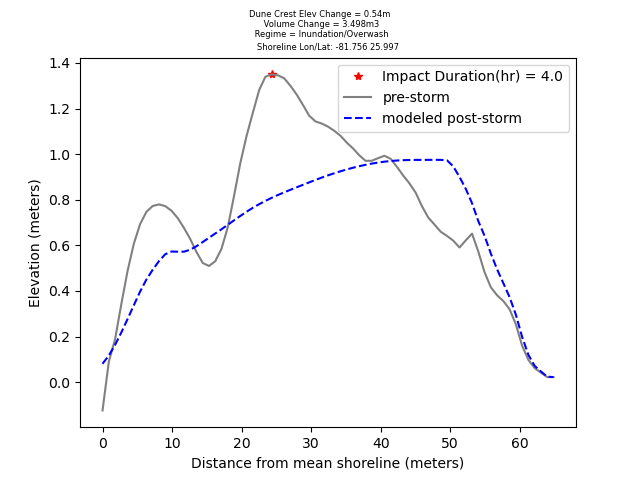 Dune Crest Elev Change = 0.54m
Volume Change = 3.498m3
Regime = Inundation/Overwash
Shoreline Lon/Lat: -81.756 25.997
Impact Duration(hr) = 4.0
pre-storm
modeled post-storm
1.4
1.2
1.0
0.8
0.6
0.4
0.2
0.0
Elevation (meters)
0 10 20 30 40 50 60
Distance from mean shoreline (meters)